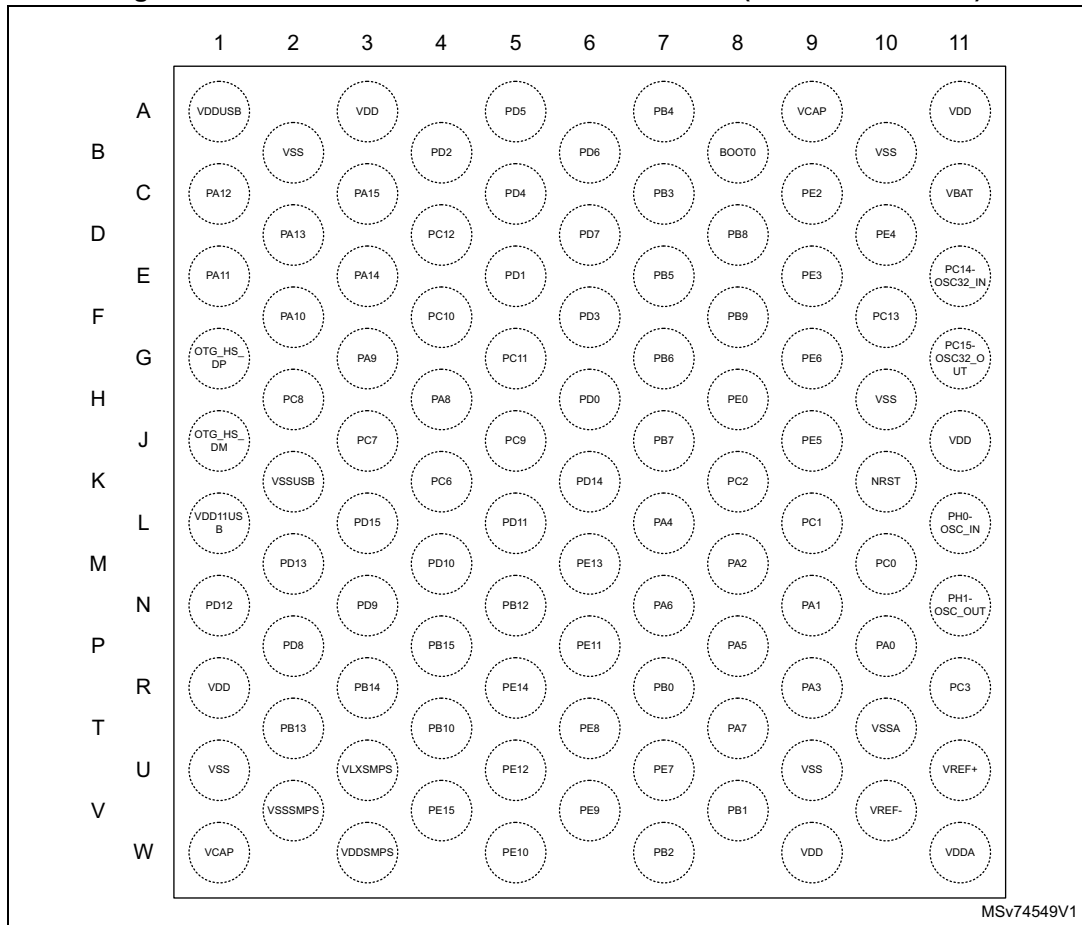 1 2 3 4 5 6 7 8 9 10 11
A VDDUSB VDD PD5 PB4 VCAP VDD
B VSS PD2 PD6 BOOT0 VSS
C PA12 PA15 PD4 PB3 PE2 VBAT
D PA13 PC12 PD7 PB8 PE4
E PA11 PA14 PD1 PB5 PE3 PC14-OSC32_IN
F PA10 PC10 PD3 PB9 PC13
G OTG_HS_DP PA9 PC11 PB6 PE6 PC15-OSC32_OUT
H PC8 PA8 PD0 PE0 VSS
J OTG_HS_DM PC7 PC9 PB7 PE5 VDD
K VSSUSB PC6 PD14 PC2 NRST
L VDD11USB PD15 PD11 PA4 PC1 PH0-OSC_IN
M PD13 PD10 PE13 PA2 PC0
N PD12 PD9 PB12 PA6 PA1 PH1-OSC_OUT
P PD8 PB15 PE11 PA5 PA0
R VDD PB14 PE14 PB0 PA3 PC3
T PB13 PB10 PE8 PA7 VSSA
U VSS VLXSMPS PE12 PE7 VSS VREF+
V VSSSMPS PE15 PE9 PB1 VREF-
W VCAP VDDSMPS PE10 PB2 VDD VDDA
MSv74549V1